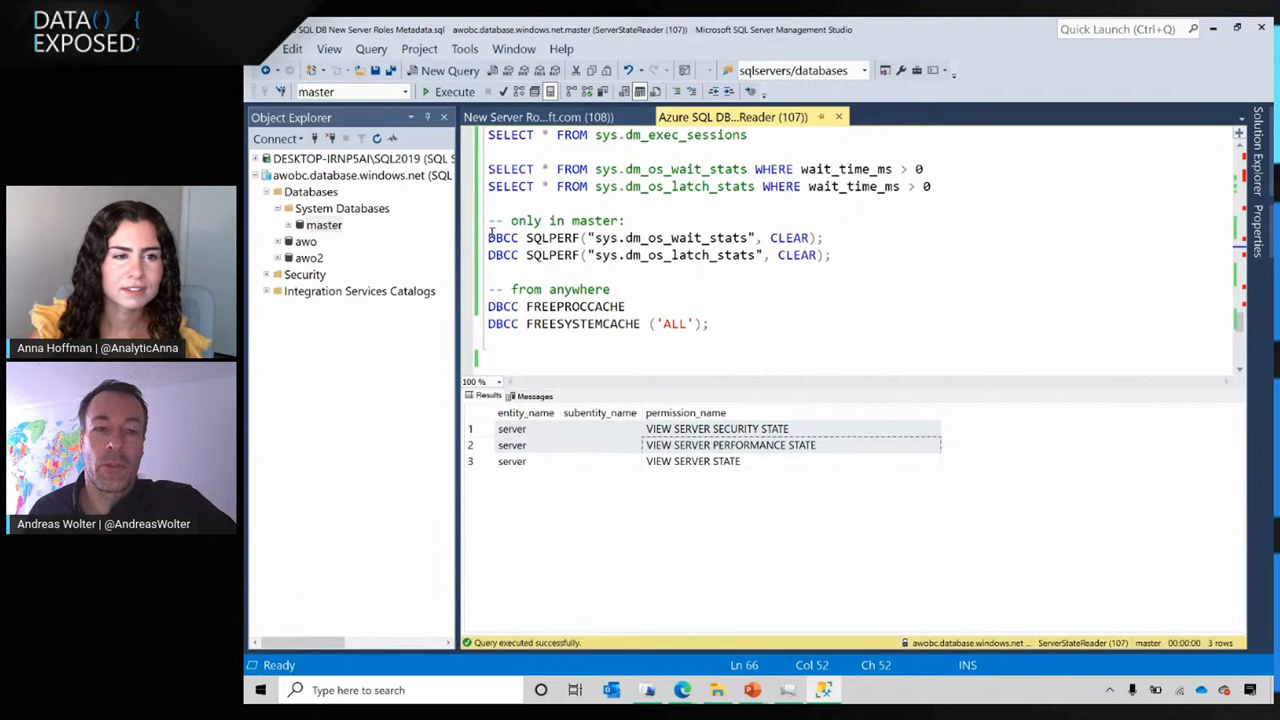 DATA()
EXPOSED;
SQL DB New Server Roles Metadata.sql
awobc.database.windows.net.master (ServerStateReader (107))
Microsoft SQL Server Management Studio
Quick Launch (Ctrl+Q)
Edit View Query Project Tools Window Help
New Query
sqlservers/databases
master
Execute
Object Explorer
Connect
DESKTOP-IRNP5AI\SQL2019 (SQL S
awobc.database.windows.net (SQL
Databases
System Databases
master
awo
awo2
Security
Integration Services Catalogs
New Server Ro...ft.com (108))
Azure SQL DB...Reader (107))
SELECT * FROM sys.dm_exec_sessions
SELECT * FROM sys.dm_os_wait_stats WHERE wait_time_ms > 0
SELECT * FROM sys.dm_os_latch_stats WHERE wait_time_ms > 0
-- only in master:
DBCC SQLPERF("sys.dm_os_wait_stats", CLEAR);
DBCC SQLPERF("sys.dm_os_latch_stats", CLEAR);
-- from anywhere
DBCC FREEPROCCACHE
DBCC FREESYSTEMCACHE ('ALL');
100 %
Results Messages
entity_name subentity_name permission_name
1 server VIEW SERVER SECURITY STATE
2 server VIEW SERVER PERFORMANCE STATE
3 server VIEW SERVER STATE
Query executed successfully.
awobc.database.windows.net ... ServerStateReader (107) master 00:00:00 3 rows
Solution Explorer
Properties
Anna Hoffman | @AnalyticAnna
Andreas Wolter | @AndreasWolter
Ready
Ln 66 Col 52 Ch 52 INS
Type here to search